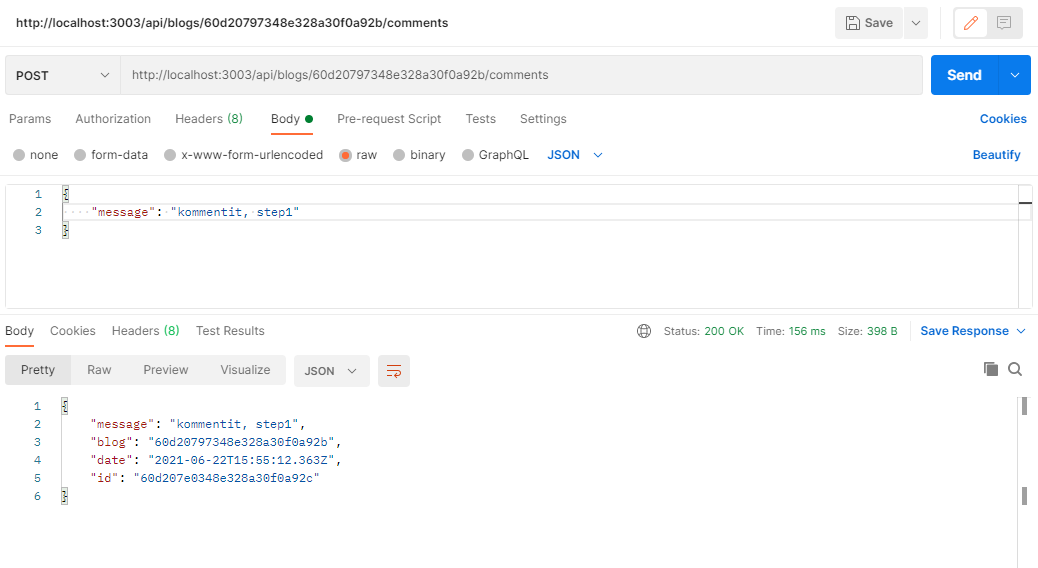 http://localhost:3003/api/blogs/60d20797348e328a30f0a92b/comments
Save
POST http://localhost:3003/api/blogs/60d20797348e328a30f0a92b/comments Send
Params Authorization Headers (8) Body Pre-request Script Tests Settings Cookies
none form-data x-www-form-urlencoded raw binary GraphQL JSON Beautify
1 {
2 "message": "kommentit, step1"
3 }
Body Cookies Headers (8) Test Results Status: 200 OK Time: 156 ms Size: 398 B Save Response
Pretty Raw Preview Visualize JSON
1 {
2 "message": "kommentit, step1",
3 "blog": "60d20797348e328a30f0a92b",
4 "date": "2021-06-22T15:55:12.363Z",
5 "id": "60d207e0348e328a30f0a92c"
6 }